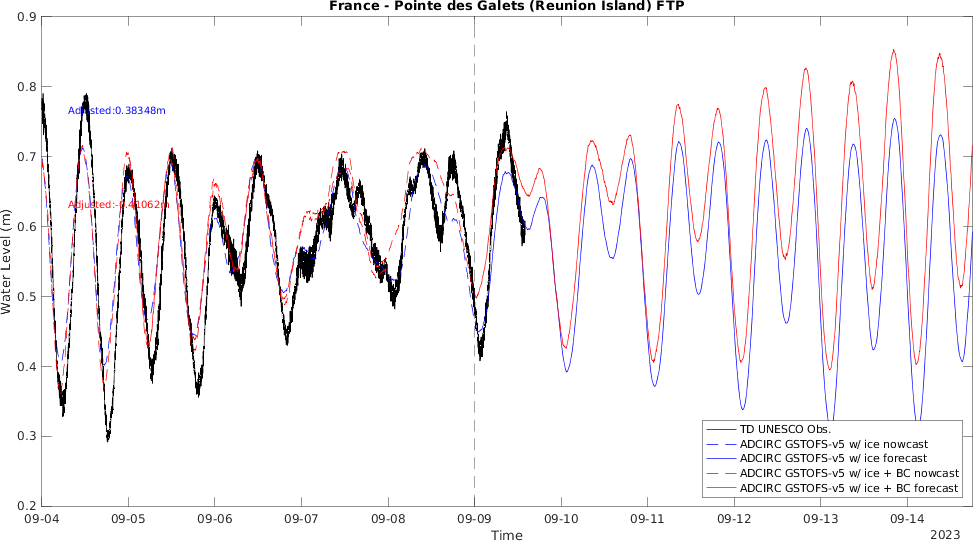 France - Pointe des Galets (Reunion Island) FTP
0.9
0.8
0.7
0.6
0.5
0.4
0.3
0.2
Water Level (m)
Adjusted:0.38348m
Adjusted:-0.41062m
TD UNESCO Obs.
ADCIRC GSTOFS-v5 w/ ice nowcast
ADCIRC GSTOFS-v5 w/ ice forecast
ADCIRC GSTOFS-v5 w/ ice + BC nowcast
ADCIRC GSTOFS-v5 w/ ice + BC forecast
09-04 09-05 09-06 09-07 09-08 09-09 09-10 09-11 09-12 09-13 09-14
Time
2023